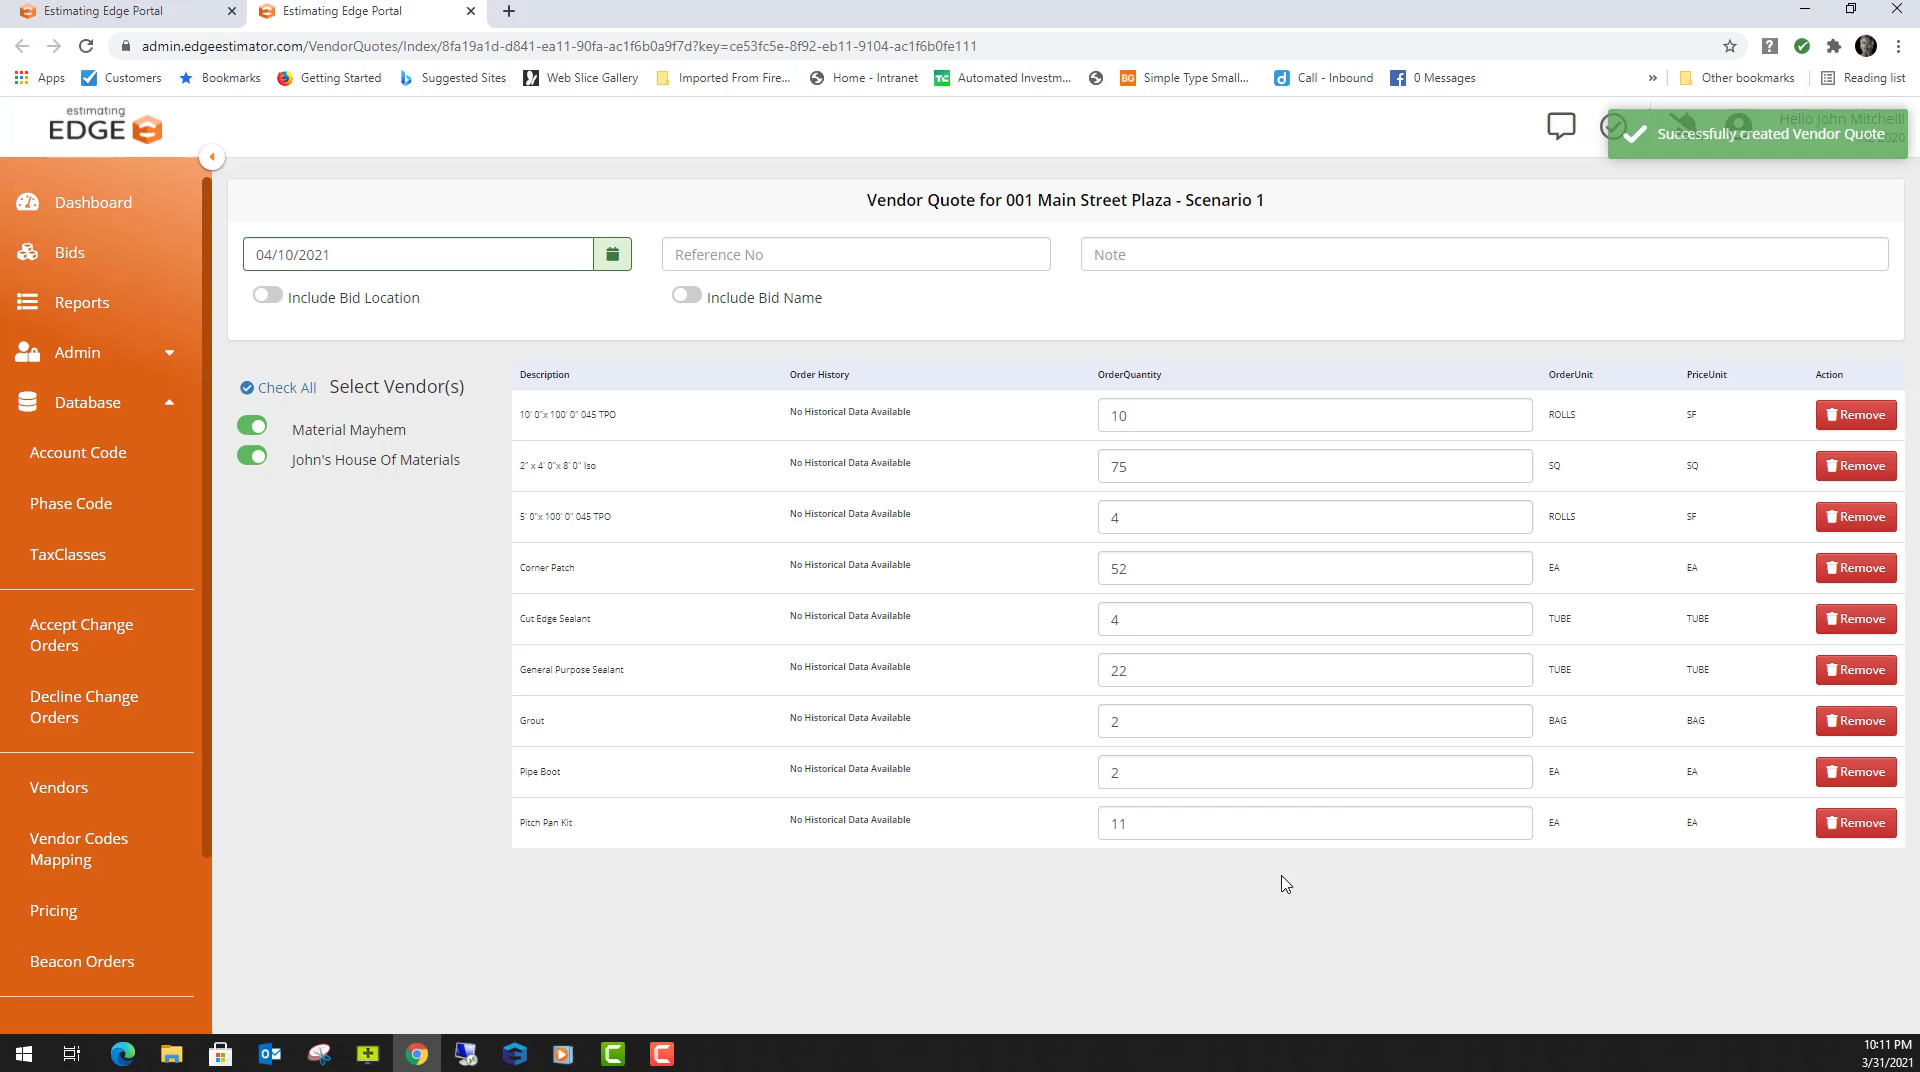 Estimating Edge Portal
Estimating Edge Portal
admin.edgeestimator.com/VendorQuotes/Index/8fa19a1d-d841-ea11-90fa-ac1f6b0a9f7d?key=ce53fc5e-8f92-eb11-9104-ac1f6b0fe111
Apps Customers Bookmarks Getting Started Suggested Sites Web Slice Gallery Imported From Fire... Home - Intranet Automated Investm... Simple Type Small... Call - Inbound 0 Messages » Other bookmarks Reading list
estimating
EDGE
Hello John Mitchell!
Successfully created Vendor Quote
Dashboard
Bids
Reports
Admin
Database
Account Code
Phase Code
TaxClasses
Accept Change
Orders
Decline Change
Orders
Vendors
Vendor Codes
Mapping
Pricing
Beacon Orders
Vendor Quote for 001 Main Street Plaza - Scenario 1
04/10/2021 Reference No Note
Include Bid Location Include Bid Name
Check All Select Vendor(s)
Material Mayhem
John's House Of Materials
Description Order History OrderQuantity OrderUnit PriceUnit Action
10' 0"x 100' 0" 045 TPO No Historical Data Available 10 ROLLS SF Remove
2" x 4' 0"x 8' 0" Iso No Historical Data Available 75 SQ SQ Remove
5' 0"x 100' 0" 045 TPO No Historical Data Available 4 ROLLS SF Remove
Corner Patch No Historical Data Available 52 EA EA Remove
Cut Edge Sealant No Historical Data Available 4 TUBE TUBE Remove
General Purpose Sealant No Historical Data Available 22 TUBE TUBE Remove
Grout No Historical Data Available 2 BAG BAG Remove
Pipe Boot No Historical Data Available 2 EA EA Remove
Pitch Pan Kit No Historical Data Available 11 EA EA Remove
10:11 PM
3/31/2021